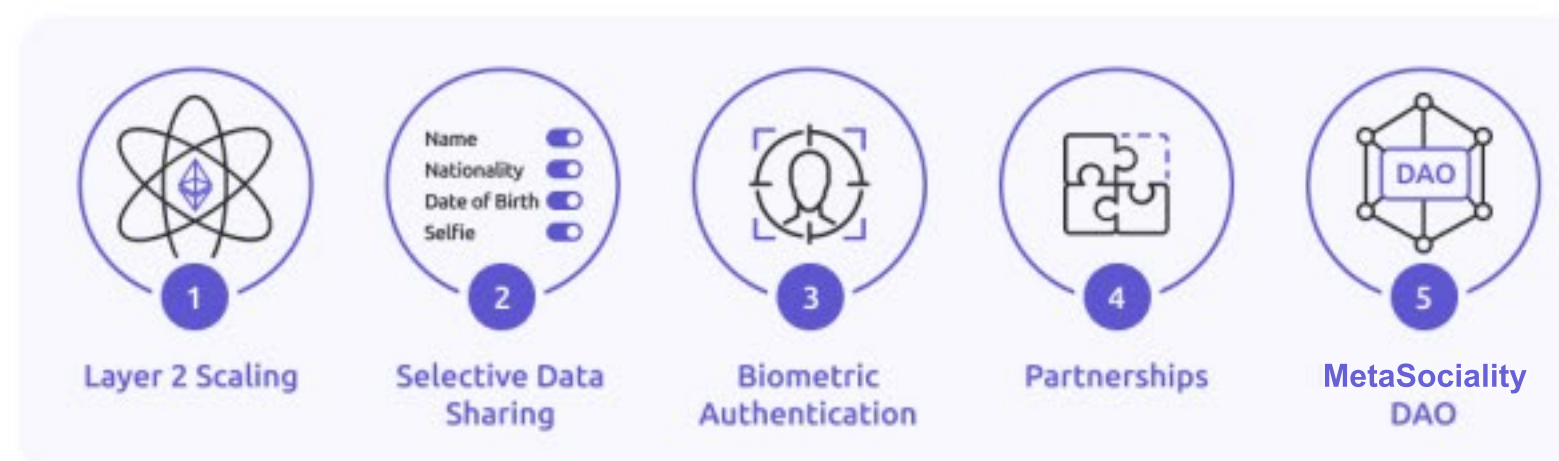 Name
Nationality
Date of Birth
Selfie
DAO
1
2
3
4
5
Layer 2 Scaling
Selective Data
Sharing
Biometric
Authentication
Partnerships
MetaSociality
DAO